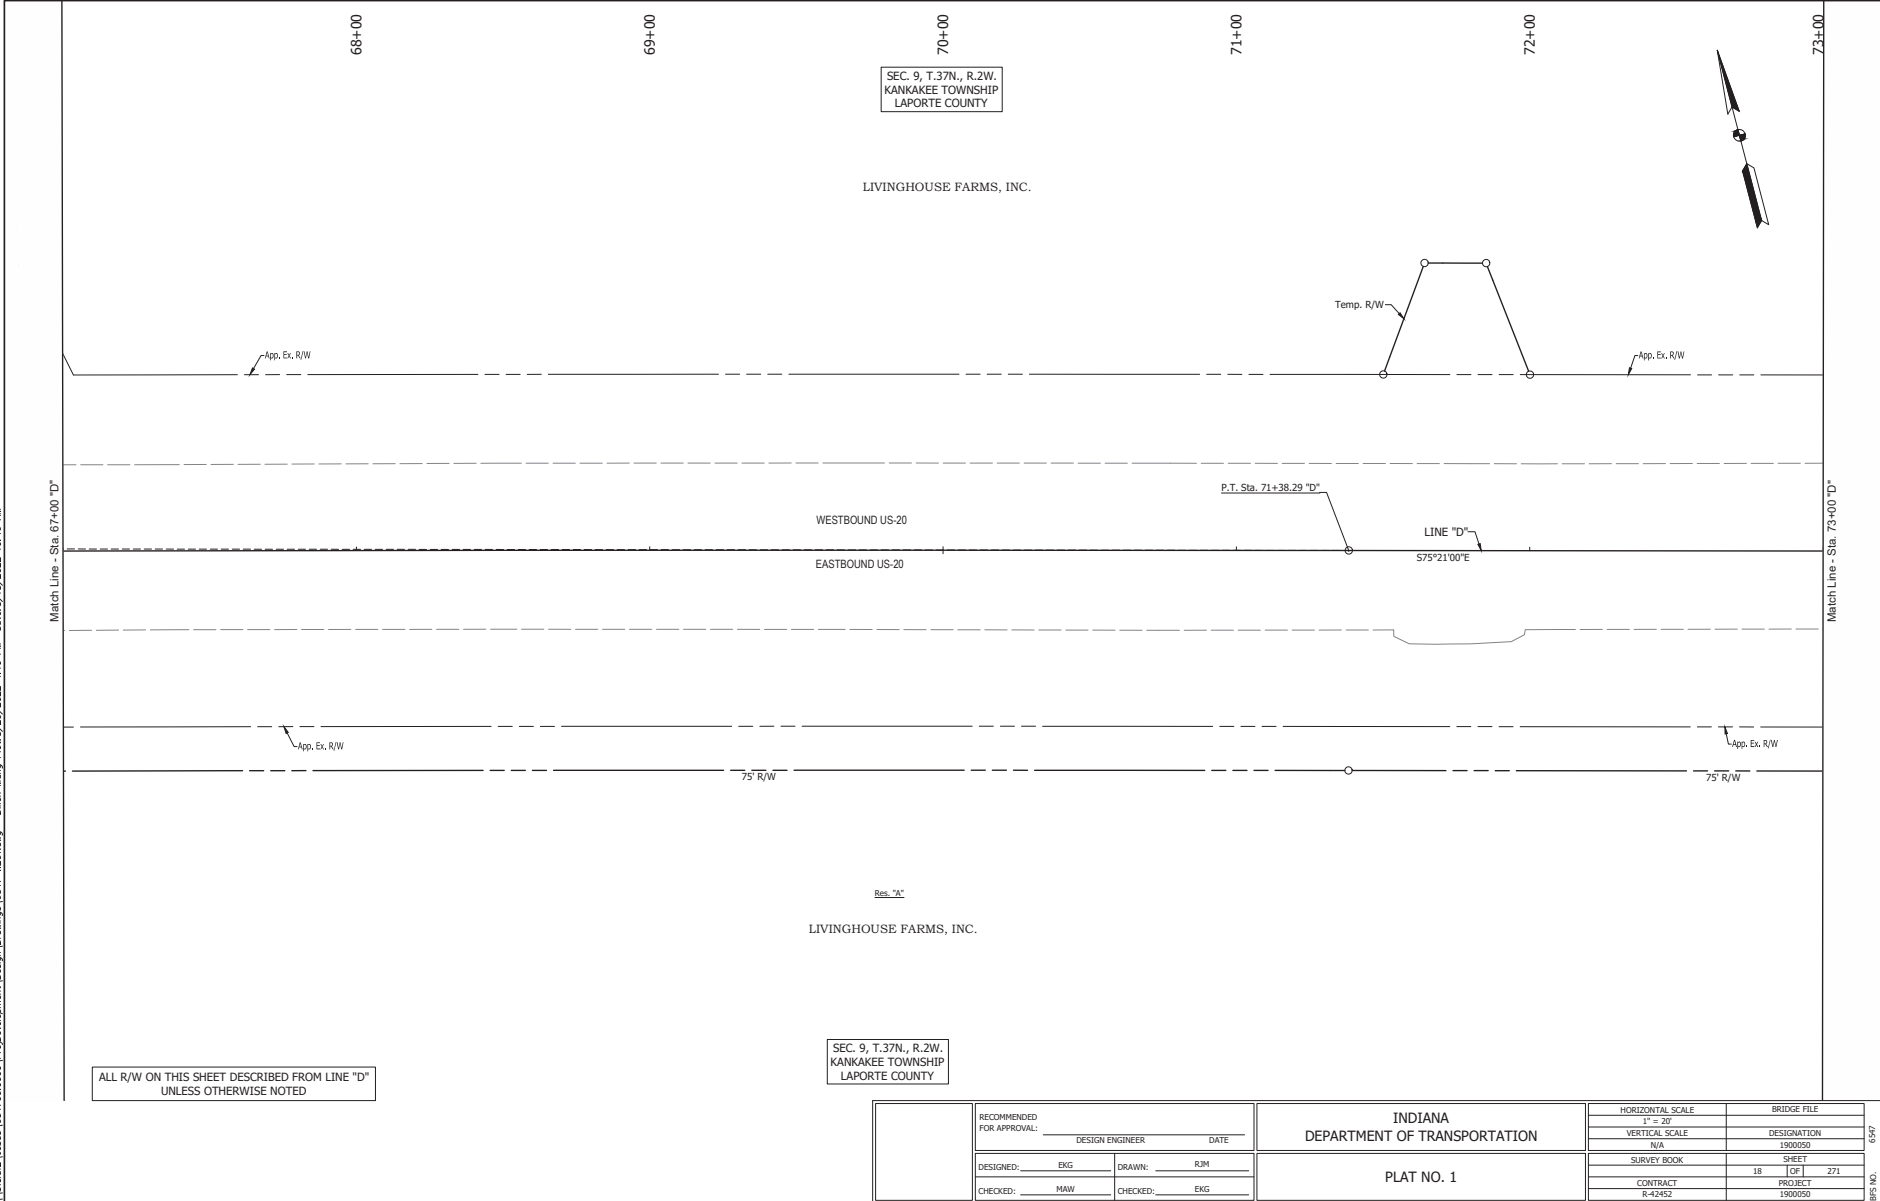 68+00
69+00
70+00
71+00
72+00
73+00
SEC. 9, T.37N., R.2W.
KANKAKEE TOWNSHIP
LAPORTE COUNTY
LIVINGHOUSE FARMS, INC.
Temp. R/W
App. Ex. R/W
App. Ex. R/W
Match Line - Sta. 67+00 "D"
Match Line - Sta. 73+00 "D"
P.T. Sta. 71+38.29 "D"
WESTBOUND US-20
LINE "D"
S75°21'00"E
EASTBOUND US-20
App. Ex. R/W
App. Ex. R/W
75' R/W
75' R/W
Res. "A"
LIVINGHOUSE FARMS, INC.
SEC. 9, T.37N., R.2W.
KANKAKEE TOWNSHIP
LAPORTE COUNTY
ALL R/W ON THIS SHEET DESCRIBED FROM LINE "D"
UNLESS OTHERWISE NOTED
RECOMMENDED
FOR APPROVAL:
DESIGN ENGINEER DATE
DESIGNED: EKG DRAWN: RJM
CHECKED: MAW CHECKED: EKG
INDIANA
DEPARTMENT OF TRANSPORTATION
PLAT NO. 1
HORIZONTAL SCALE BRIDGE FILE
1" = 20'
VERTICAL SCALE DESIGNATION
N/A 1900050
SURVEY BOOK SHEET
18 OF 271
CONTRACT PROJECT
R-42452 1900050
BFS NO. 6547